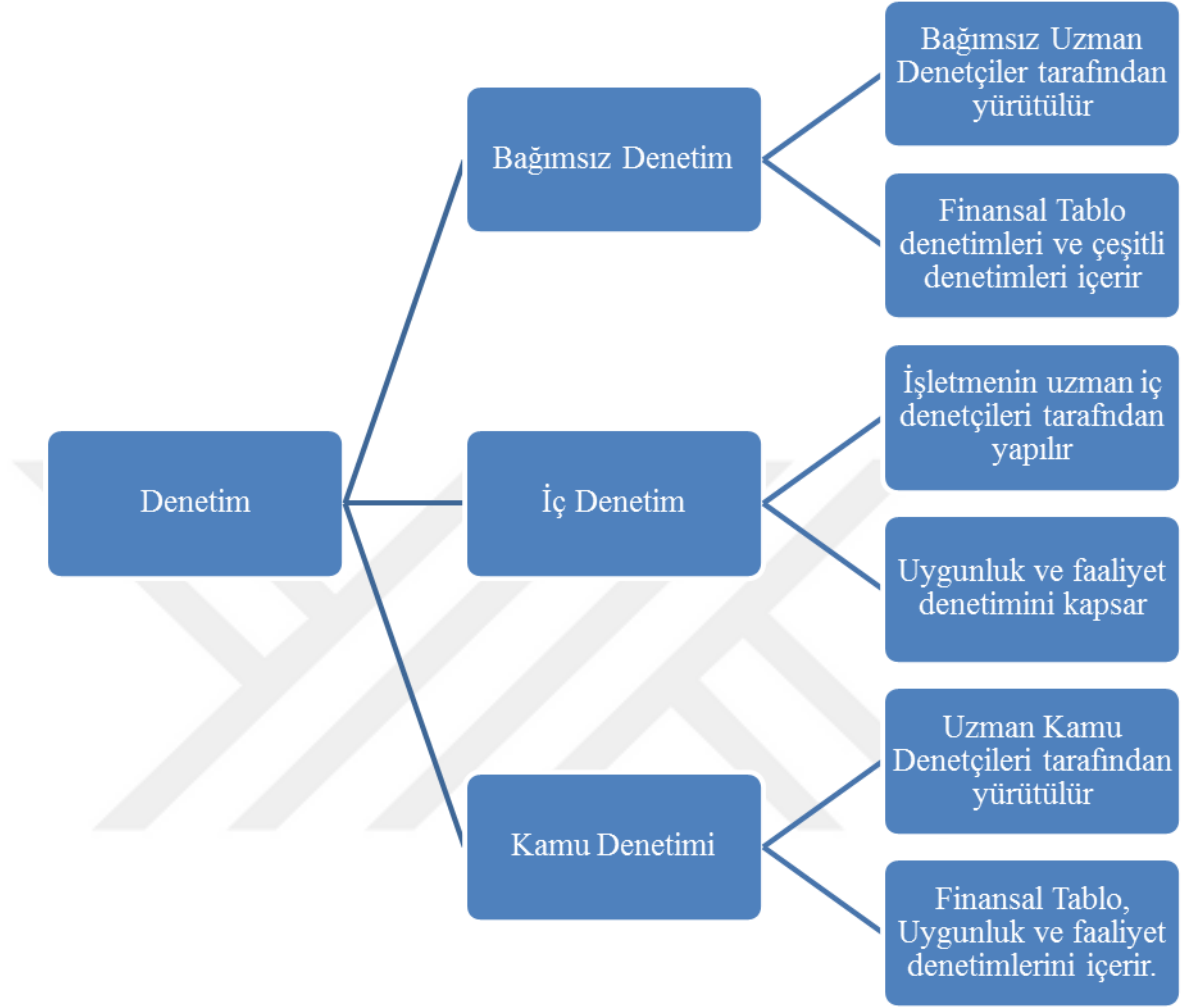 Denetim
Bağımsız Denetim
Bağımsız Uzman
Denetçiler tarafından
yürütülür
Finansal Tablo
denetimleri ve çeşitli
denetimleri içerir
İç Denetim
İşletmenin uzman iç
denetçileri tarafndan
yapılır
Uygunluk ve faaliyet
denetimini kapsar
Kamu Denetimi
Uzman Kamu
Denetçileri tarafından
yürütülür
Finansal Tablo,
Uygunluk ve faaliyet
denetimlerini içerir.